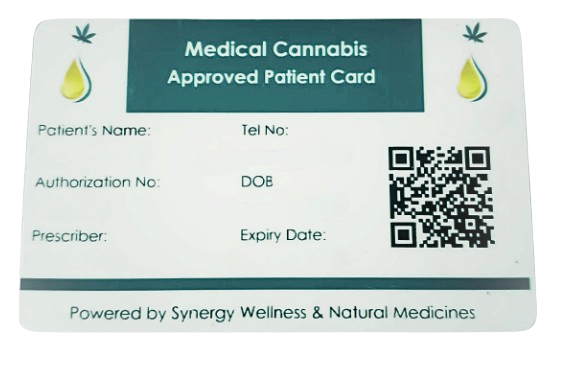 Medical Cannabis
Approved Patient Card
Patient's Name: Tel No:
Authorization No: DOB
Prescriber: Expiry Date:
Powered by Synergy Wellness & Natural Medicines